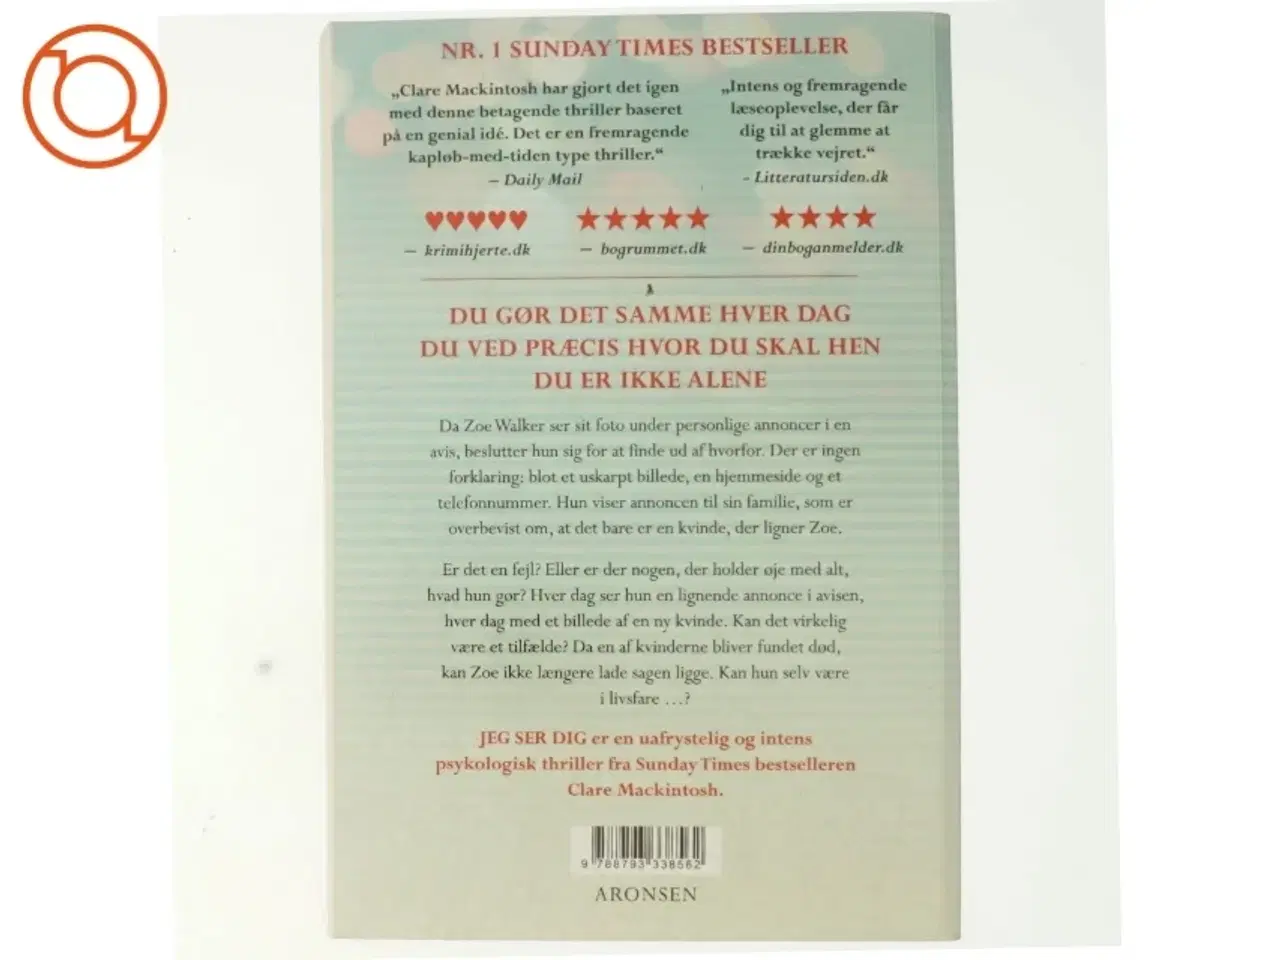 NR. 1 SUNDAY TIMES BESTSELLER
„Clare Mackintosh har gjort det igen
med denne betagende thriller baseret
på en genial idé. Det er en fremragende
kapløb-med-tiden type thriller.“
– Daily Mail
„Intens og fremragende
læseoplevelse, der får
dig til at glemme at
trække vejret.“
- Litteratursiden.dk
♥♥♥♥♥
— krimihjerte.dk
★★★★★
— bogrummet.dk
★★★★
— dinboganmelder.dk
DU GØR DET SAMME HVER DAG
DU VED PRÆCIS HVOR DU SKAL HEN
DU ER IKKE ALENE
Da Zoe Walker ser sit foto under personlige annoncer i en
avis, beslutter hun sig for at finde ud af hvorfor. Der er ingen
forklaring: blot et uskarpt billede, en hjemmeside og et
telefonnummer. Hun viser annoncen til sin familie, som er
overbevist om, at det bare er en kvinde, der ligner Zoe.
Er det en fejl? Eller er der nogen, der holder øje med alt,
hvad hun gør? Hver dag ser hun en lignende annonce i avisen,
hver dag med et billede af en ny kvinde. Kan det virkelig
være et tilfælde? Da en af kvinderne bliver fundet død,
kan Zoe ikke længere lade sagen ligge. Kan hun selv være
i livsfare …?
JEG SER DIG er en uafrystelig og intens
psykologisk thriller fra Sunday Times bestselleren
Clare Mackintosh.
9 788793 338562
ARONSEN